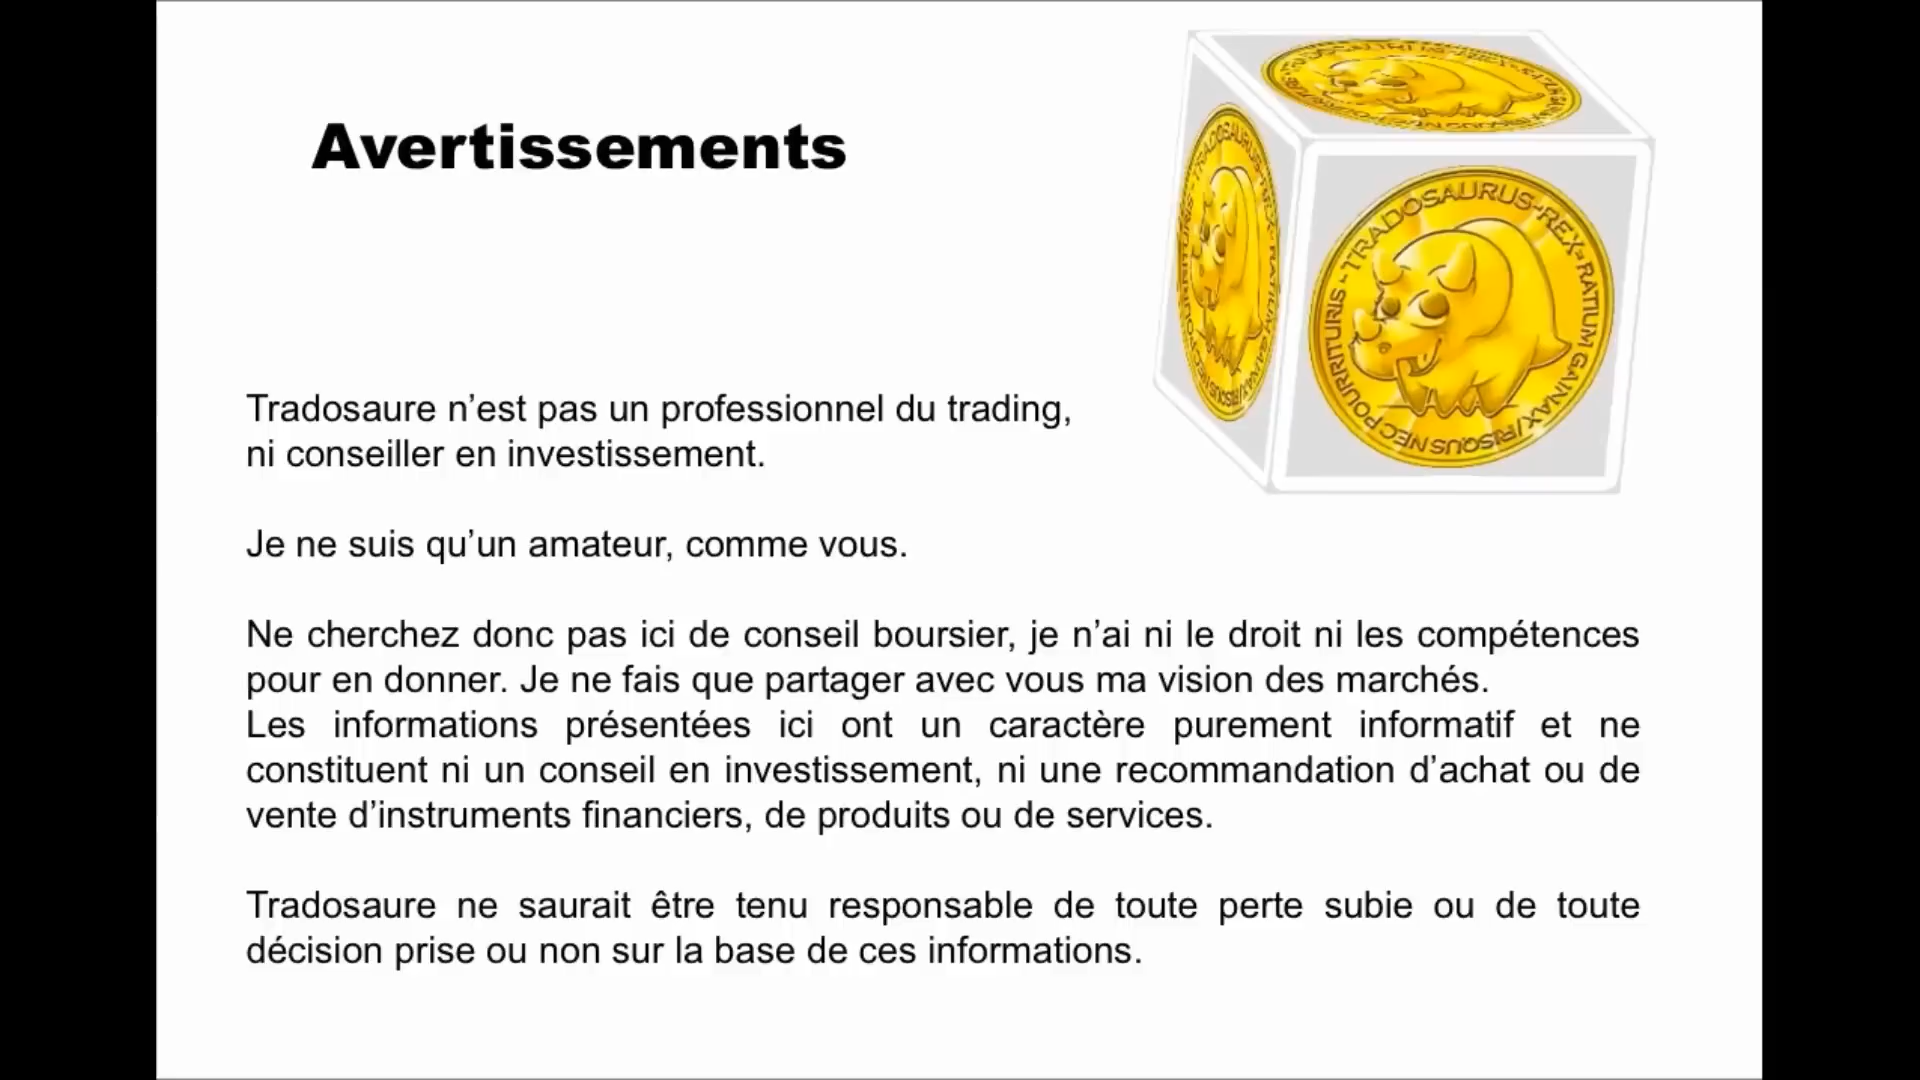 Avertissements
TRADOSAURUS-REX-RATIUM GAINAX/RISQUS NEC POURRITURIS -
Tradosaure n’est pas un professionnel du trading,
ni conseiller en investissement.
Je ne suis qu’un amateur, comme vous.
Ne cherchez donc pas ici de conseil boursier, je n’ai ni le droit ni les compétences
pour en donner. Je ne fais que partager avec vous ma vision des marchés.
Les informations présentées ici ont un caractère purement informatif et ne
constituent ni un conseil en investissement, ni une recommandation d’achat ou de
vente d’instruments financiers, de produits ou de services.
Tradosaure ne saurait être tenu responsable de toute perte subie ou de toute
décision prise ou non sur la base de ces informations.